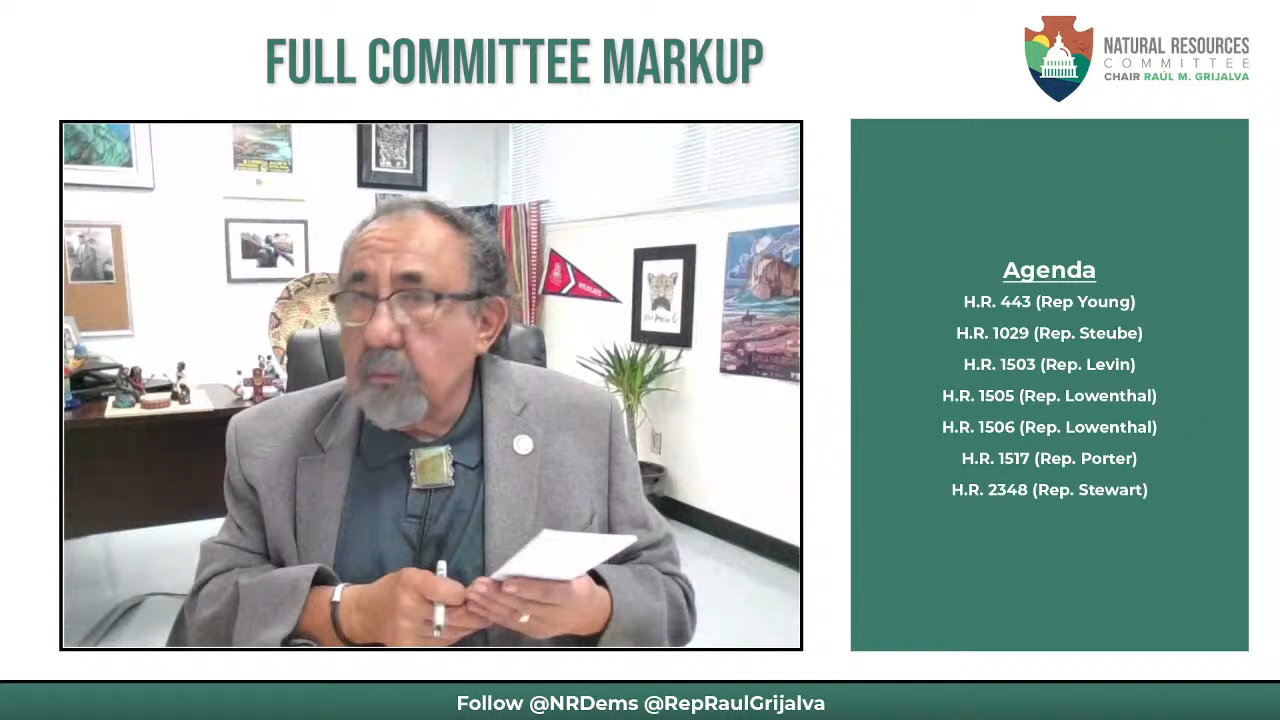 FULL COMMITTEE MARKUP
NATURAL RESOURCES
COMMITTEE
CHAIR RAÚL M. GRIJALVA
WILDCATS
Agenda
H.R. 443 (Rep Young)
H.R. 1029 (Rep. Steube)
H.R. 1503 (Rep. Levin)
H.R. 1505 (Rep. Lowenthal)
H.R. 1506 (Rep. Lowenthal)
H.R. 1517 (Rep. Porter)
H.R. 2348 (Rep. Stewart)
Follow @NRDems @RepRaulGrijalva